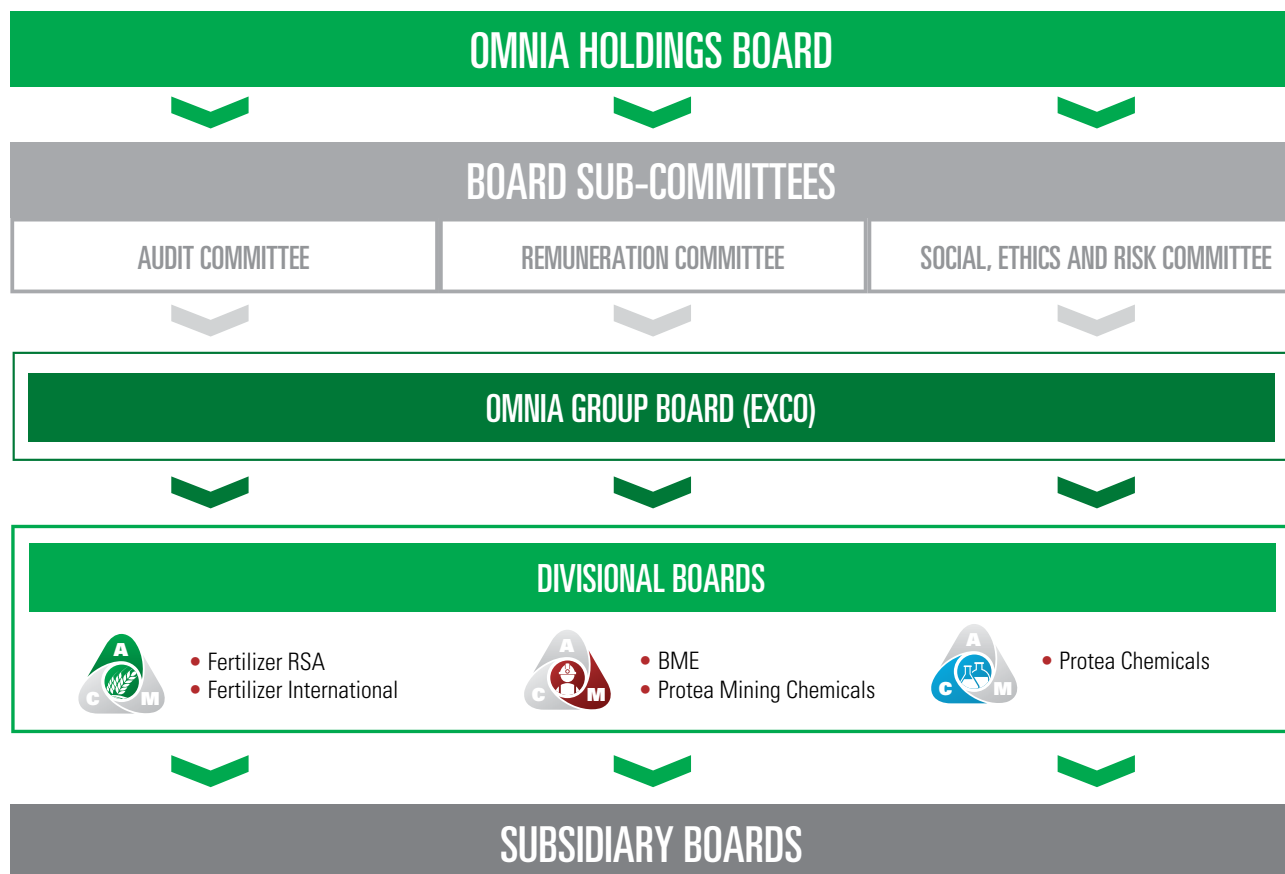 OMNIA HOLDINGS BOARD
BOARD SUB-COMMITTEES
AUDIT COMMITTEE
REMUNERATION COMMITTEE
SOCIAL, ETHICS AND RISK COMMITTEE
OMNIA GROUP BOARD (EXCO)
DIVISIONAL BOARDS
A
C M
• Fertilizer RSA
• Fertilizer International
A
C M
• BME
• Protea Mining Chemicals
A
C M
• Protea Chemicals
SUBSIDIARY BOARDS